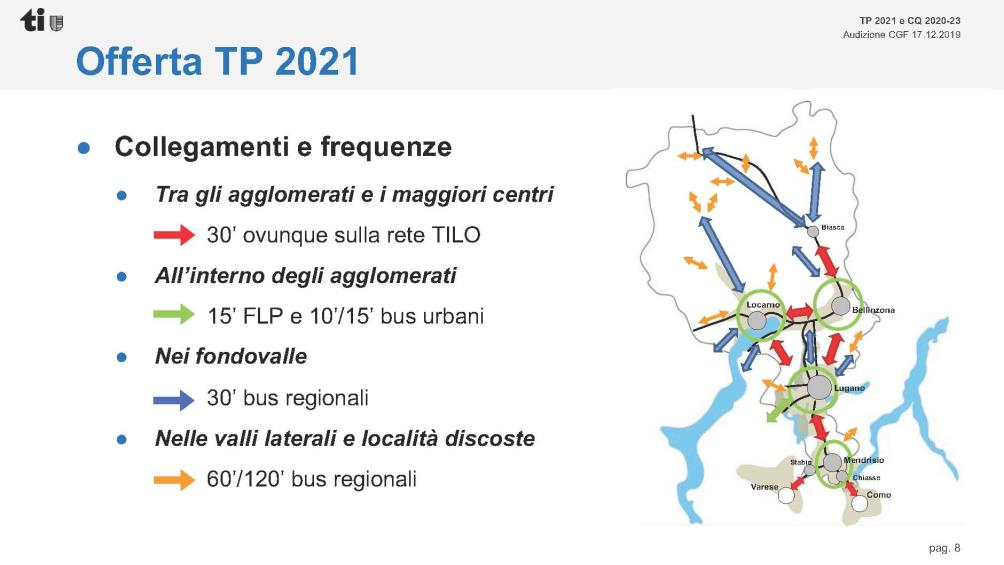 ti
TP 2021 e CQ 2020-23
Audizione CGF 17.12.2019
Offerta TP 2021
Collegamenti e frequenze
Tra gli agglomerati e i maggiori centri
30' ovunque sulla rete TILO
All'interno degli agglomerati
15' FLP e 10'/15' bus urbani
Nei fondovalle
30' bus regionali
Nelle valli laterali e località discoste
60'/120' bus regionali
Biasca
Locarno
Bellinzona
Lugano
Stabio
Mendrisio
Chiasso
Varese
Como
pag. 8